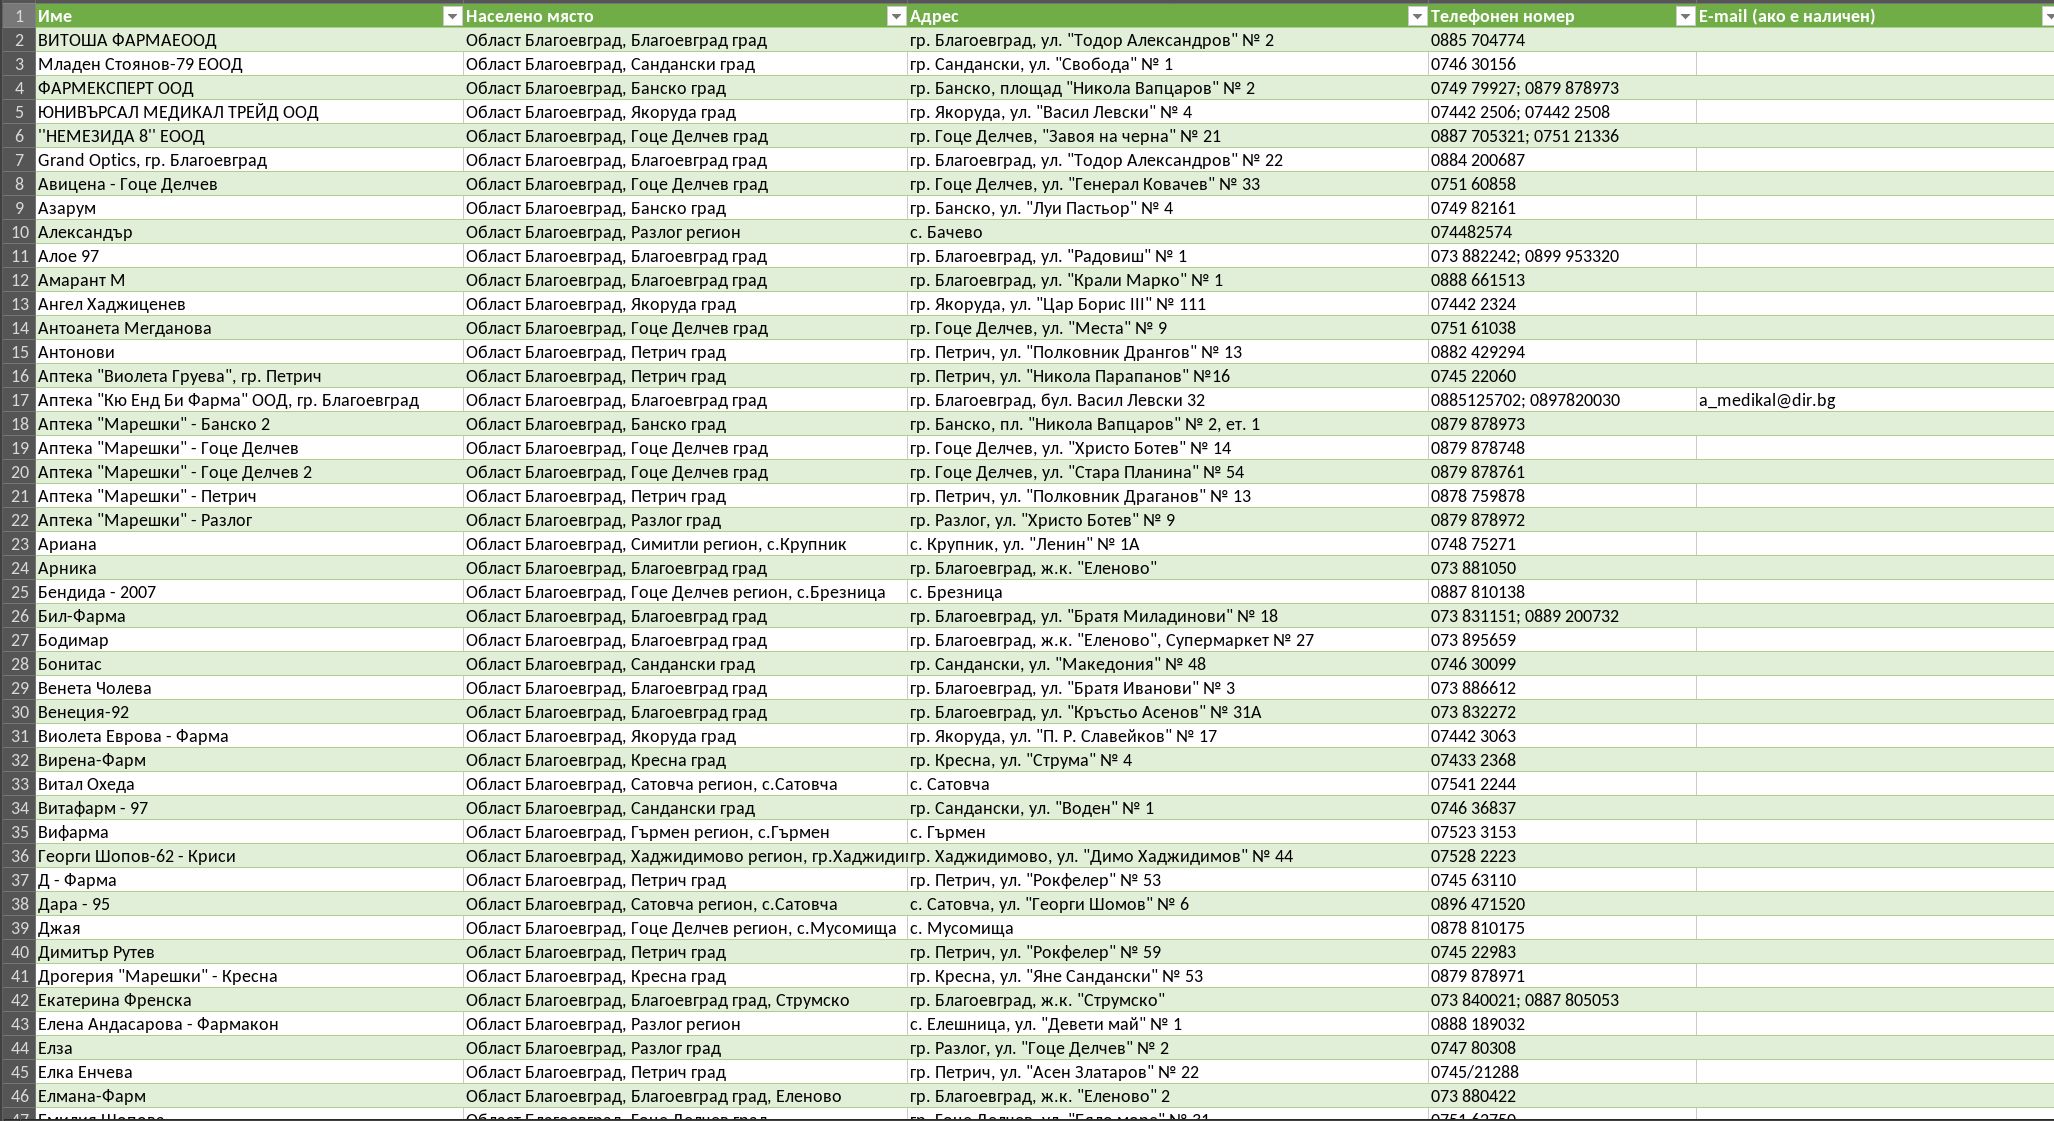 1 Име Населено място Адрес Телефонен номер E-mail (ако е наличен)
2 ВИТОША ФАРМАЕООД Област Благоевград, Благоевград град гр. Благоевград, ул. "Тодор Александров" № 2 0885 704774
3 Младен Стоянов-79 ЕООД Област Благоевград, Сандански град гр. Сандански, ул. "Свобода" № 1 0746 30156
4 ФАРМЕКСПЕРТ ООД Област Благоевград, Банско град гр. Банско, площад "Никола Вапцаров" № 2 0749 79927; 0879 878973
5 ЮНИВЪРСАЛ МЕДИКАЛ ТРЕЙД ООД Област Благоевград, Якоруда град гр. Якоруда, ул. "Васил Левски" № 4 07442 2506; 07442 2508
6 ''НЕМЕЗИДА 8'' ЕООД Област Благоевград, Гоце Делчев град гр. Гоце Делчев, "Завоя на черна" № 21 0887 705321; 0751 21336
7 Grand Optics, гр. Благоевград Област Благоевград, Благоевград град гр. Благоевград, ул. "Тодор Александров" № 22 0884 200687
8 Авицена - Гоце Делчев Област Благоевград, Гоце Делчев град гр. Гоце Делчев, ул. "Генерал Ковачев" № 33 0751 60858
9 Азарум Област Благоевград, Банско град гр. Банско, ул. "Луи Пастьор" № 4 0749 82161
10 Александър Област Благоевград, Разлог регион с. Бачево 074482574
11 Алое 97 Област Благоевград, Благоевград град гр. Благоевград, ул. "Радовиш" № 1 073 882242; 0899 953320
12 Амарант М Област Благоевград, Благоевград град гр. Благоевград, ул. "Крали Марко" № 1 0888 661513
13 Ангел Хаджиценев Област Благоевград, Якоруда град гр. Якоруда, ул. "Цар Борис III" № 111 07442 2324
14 Антоанета Мегданова Област Благоевград, Гоце Делчев град гр. Гоце Делчев, ул. "Места" № 9 0751 61038
15 Антонови Област Благоевград, Петрич град гр. Петрич, ул. "Полковник Дрангов" № 13 0882 429294
16 Аптека "Виолета Груева", гр. Петрич Област Благоевград, Петрич град гр. Петрич, ул. "Никола Парапанов" №16 0745 22060
17 Аптека "Кю Енд Би Фарма" ООД, гр. Благоевград Област Благоевград, Благоевград град гр. Благоевград, бул. Васил Левски 32 0885125702; 0897820030 a_medikal@dir.bg
18 Аптека "Марешки" - Банско 2 Област Благоевград, Банско град гр. Банско, пл. "Никола Вапцаров" № 2, ет. 1 0879 878973
19 Аптека "Марешки" - Гоце Делчев Област Благоевград, Гоце Делчев град гр. Гоце Делчев, ул. "Христо Ботев" № 14 0879 878748
20 Аптека "Марешки" - Гоце Делчев 2 Област Благоевград, Гоце Делчев град гр. Гоце Делчев, ул. "Стара Планина" № 54 0879 878761
21 Аптека "Марешки" - Петрич Област Благоевград, Петрич град гр. Петрич, ул. "Полковник Драганов" № 13 0878 759878
22 Аптека "Марешки" - Разлог Област Благоевград, Разлог град гр. Разлог, ул. "Христо Ботев" № 9 0879 878972
23 Ариана Област Благоевград, Симитли регион, с.Крупник с. Крупник, ул. "Ленин" № 1А 0748 75271
24 Арника Област Благоевград, Благоевград град гр. Благоевград, ж.к. "Еленово" 073 881050
25 Бендида - 2007 Област Благоевград, Гоце Делчев регион, с.Брезница с. Брезница 0887 810138
26 Бил-Фарма Област Благоевград, Благоевград град гр. Благоевград, ул. "Братя Миладинови" № 18 073 831151; 0889 200732
27 Бодимар Област Благоевград, Благоевград град гр. Благоевград, ж.к. "Еленово", Супермаркет № 27 073 895659
28 Бонитас Област Благоевград, Сандански град гр. Сандански, ул. "Македония" № 48 0746 30099
29 Венета Чолева Област Благоевград, Благоевград град гр. Благоевград, ул. "Братя Иванови" № 3 073 886612
30 Венеция-92 Област Благоевград, Благоевград град гр. Благоевград, ул. "Кръстьо Асенов" № 31А 073 832272
31 Виолета Еврова - Фарма Област Благоевград, Якоруда град гр. Якоруда, ул. "П. Р. Славейков" № 17 07442 3063
32 Вирена-Фарм Област Благоевград, Кресна град гр. Кресна, ул. "Струма" № 4 07433 2368
33 Витал Охеда Област Благоевград, Сатовча регион, с.Сатовча с. Сатовча 07541 2244
34 Витафарм - 97 Област Благоевград, Сандански град гр. Сандански, ул. "Воден" № 1 0746 36837
35 Вифарма Област Благоевград, Гърмен регион, с.Гърмен с. Гърмен 07523 3153
36 Георги Шопов-62 - Криси Област Благоевград, Хаджидимово регион, гр. Хаджидимово, ул. "Димо Хаджидимов" № 44 07528 2223
37 Д - Фарма Област Благоевград, Петрич град гр. Петрич, ул. "Рокфелер" № 53 0745 63110
38 Дара - 95 Област Благоевград, Сатовча регион, с.Сатовча с. Сатовча, ул. "Георги Шомов" № 6 0896 471520
39 Джая Област Благоевград, Гоце Делчев регион, с.Мусомища с. Мусомища 0878 810175
40 Димитър Рутев Област Благоевград, Петрич град гр. Петрич, ул. "Рокфелер" № 59 0745 22983
41 Дрогерия "Марешки" - Кресна Област Благоевград, Кресна град гр. Кресна, ул. "Яне Сандански" № 53 0879 878971
42 Екатерина Френска Област Благоевград, Благоевград град, Струмско гр. Благоевград, ж.к. "Струмско" 073 840021; 0887 805053
43 Елена Андасарова - Фармакон Област Благоевград, Разлог регион с. Елешница, ул. "Девети май" № 1 0888 189032
44 Елза Област Благоевград, Разлог град гр. Разлог, ул. "Гоце Делчев" № 2 0747 80308
45 Елка Енчева Област Благоевград, Петрич град гр. Петрич, ул. "Асен Златаров" № 22 0745/21288
46 Елмана-Фарм Област Благоевград, Благоевград град, Еленово гр. Благоевград, ж.к. "Еленово" 2 073 880422